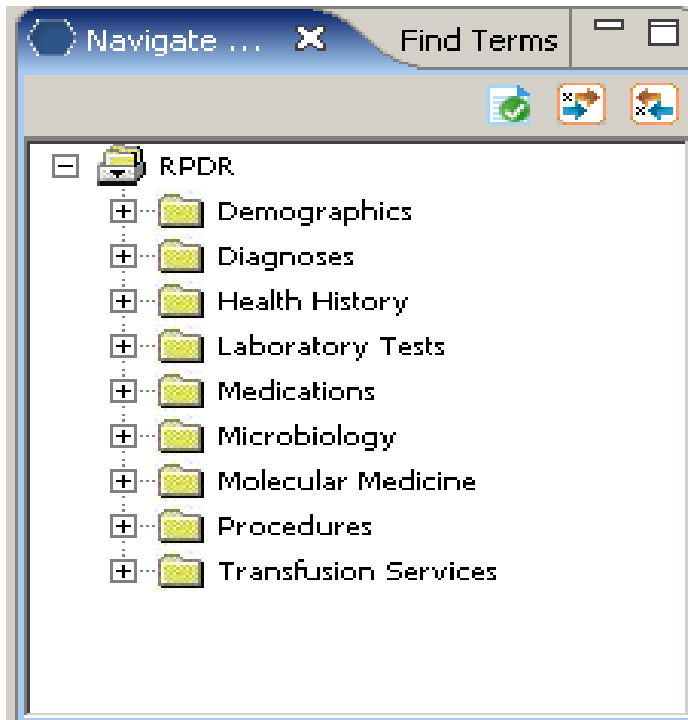 Navigate ... Find Terms
RPDR
Demographics
Diagnoses
Health History
Laboratory Tests
Medications
Microbiology
Molecular Medicine
Procedures
Transfusion Services